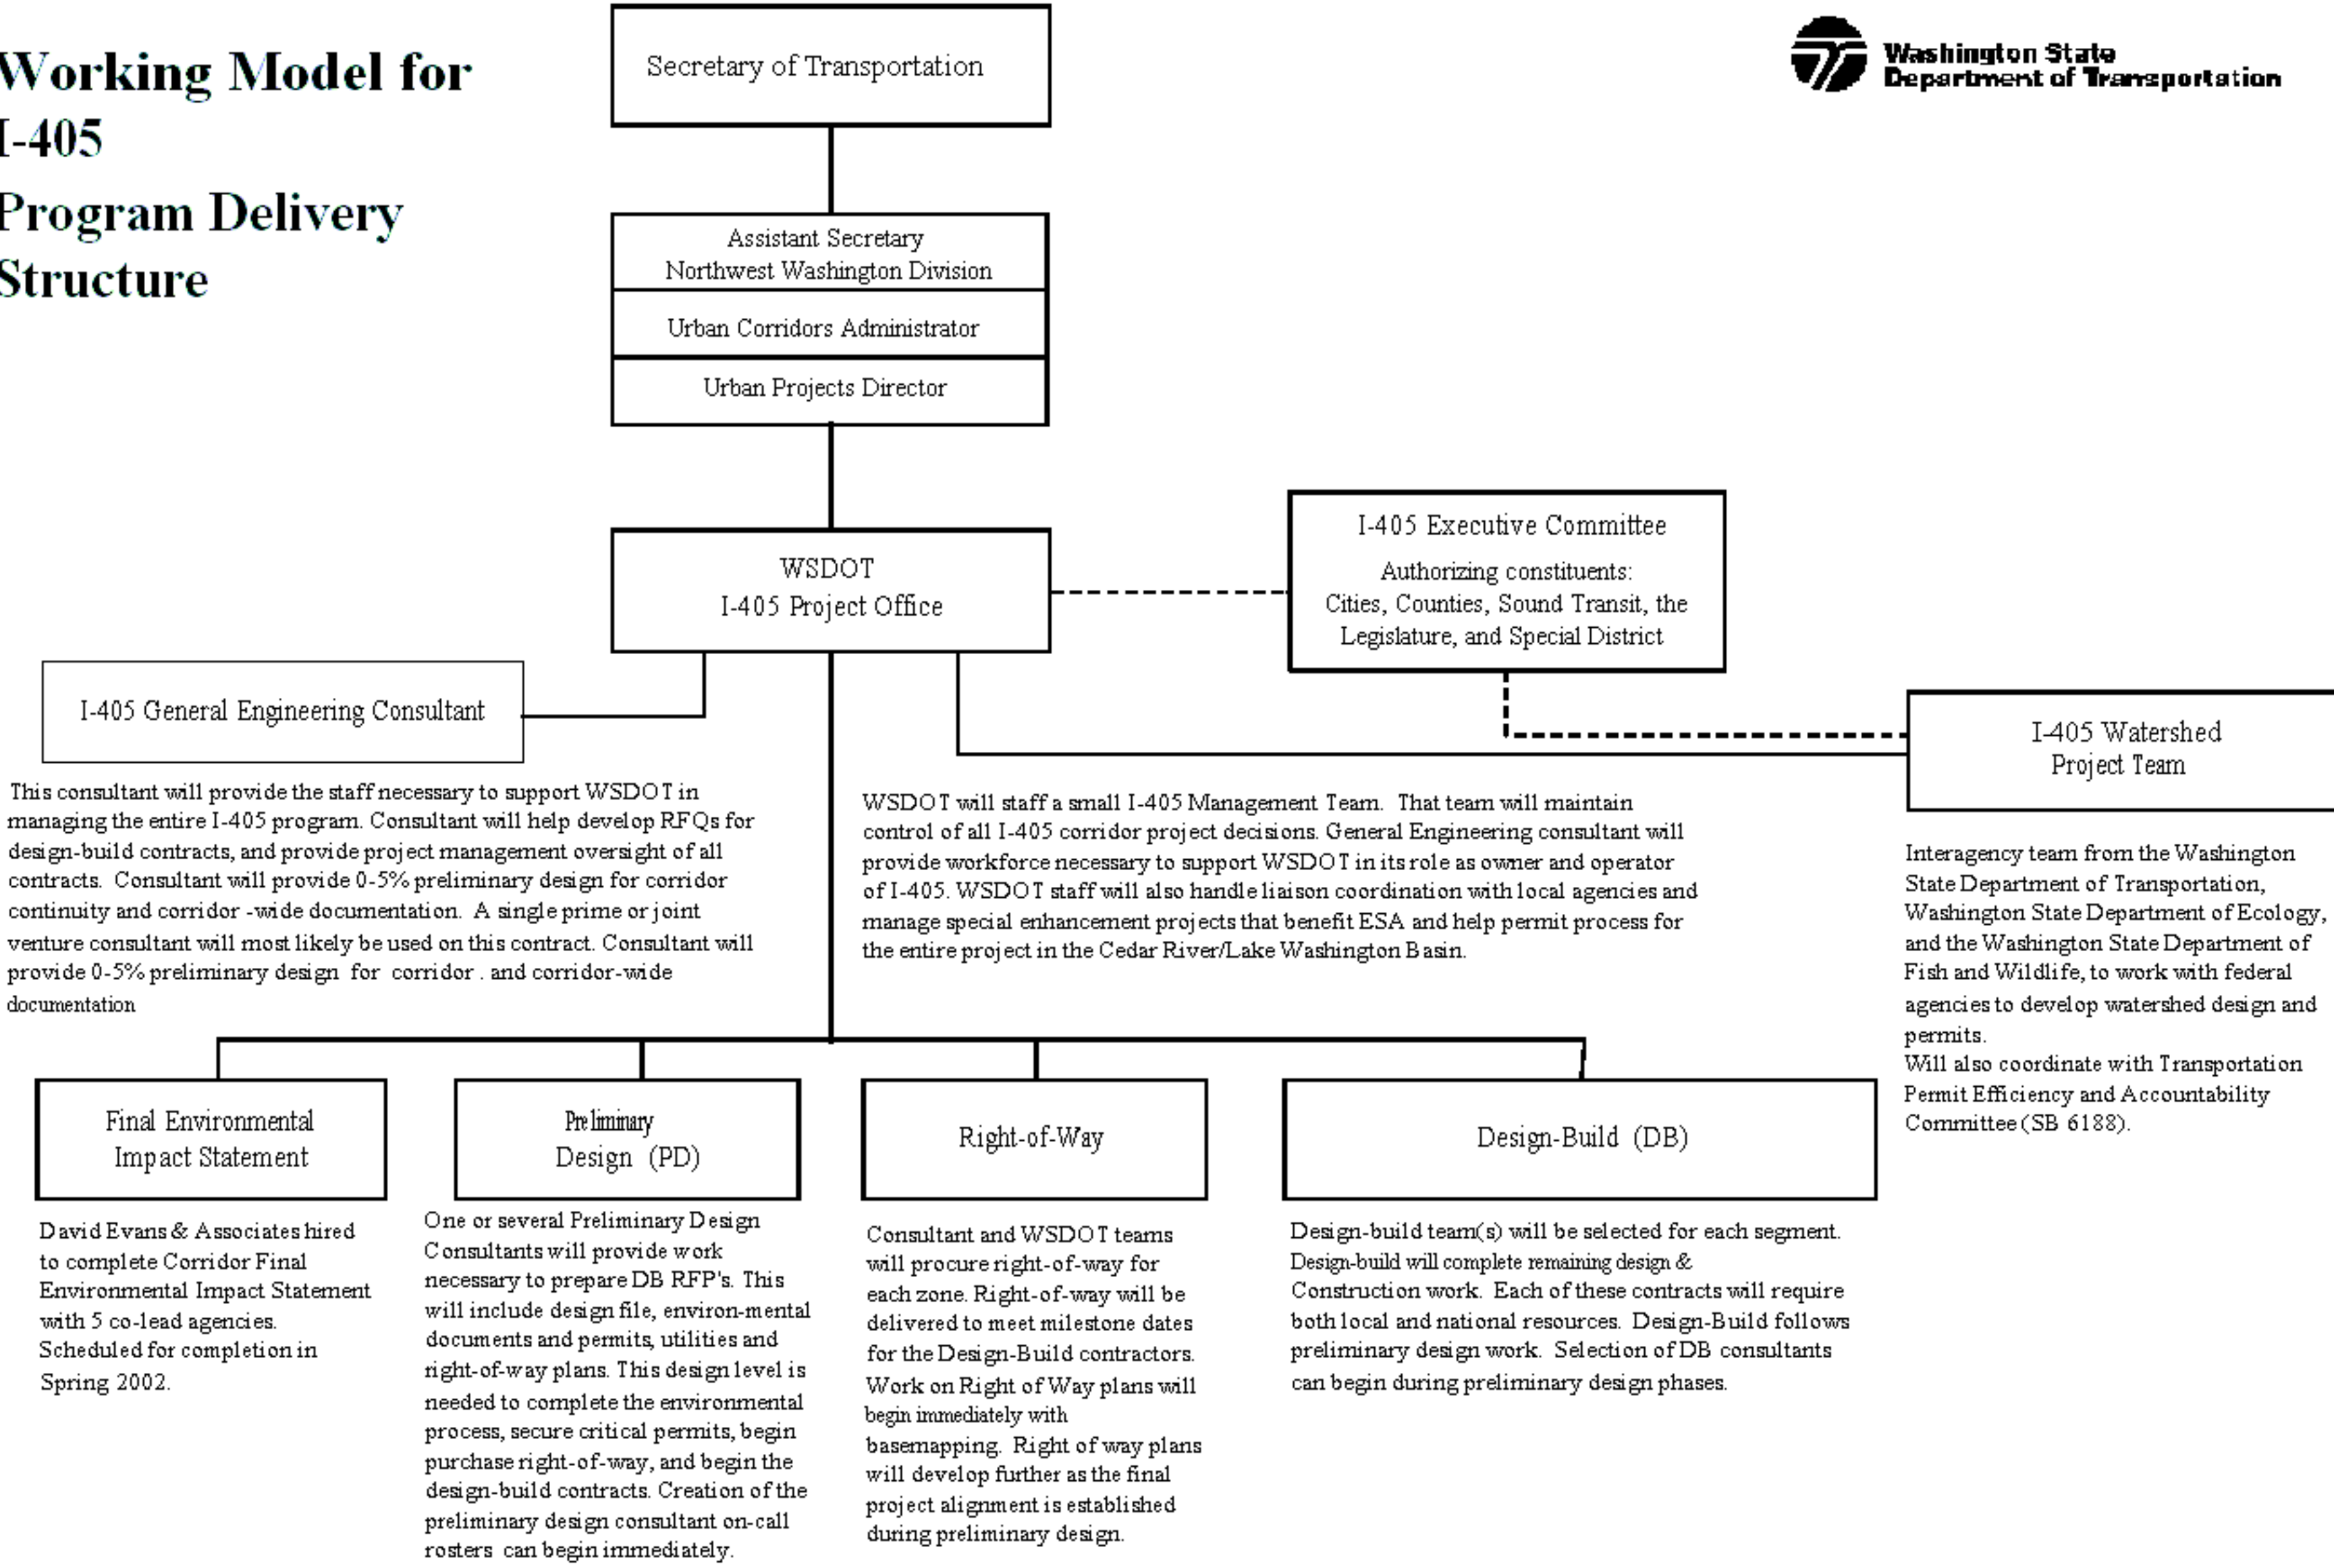 Working Model for
I-405
Program Delivery
Structure
Secretary of Transportation
Washington State
Department of Transportation
Assistant Secretary
Northwest Washington Division
Urban Corridors Administrator
Urban Projects Director
WSDOT
I-405 Project Office
I-405 Executive Committee
Authorizing constituents:
Cities, Counties, Sound Transit, the
Legislature, and Special District
I-405 General Engineering Consultant
This consultant will provide the staff necessary to support WSDOT in
managing the entire I-405 program. Consultant will help develop RFQs for
design-build contracts, and provide project management oversight of all
contracts. Consultant will provide 0-5% preliminary design for corridor
continuity and corridor -wide documentation. A single prime or joint
venture consultant will most likely be used on this contract. Consultant will
provide 0-5% preliminary design for corridor . and corridor-wide
documentation
WSDOT will staff a small I-405 Management Team. That team will maintain
control of all I-405 corridor project decisions. General Engineering consultant will
provide workforce necessary to support WSDOT in its role as owner and operator
of I-405. WSDOT staff will also handle liaison coordination with local agencies and
manage special enhancement projects that benefit ESA and help permit process for
the entire project in the Cedar River/Lake Washington Basin.
I-405 Watershed
Project Team
Interagency team from the Washington
State Department of Transportation,
Washington State Department of Ecology,
and the Washington State Department of
Fish and Wildlife, to work with federal
agencies to develop watershed design and
permits.
Will also coordinate with Transportation
Permit Efficiency and Accountability
Committee (SB 6188).
Final Environmental
Impact Statement
David Evans & Associates hired
to complete Corridor Final
Environmental Impact Statement
with 5 co-lead agencies.
Scheduled for completion in
Spring 2002.
Preliminary
Design (PD)
One or several Preliminary Design
Consultants will provide work
necessary to prepare DB RFP's. This
will include design file, environ-mental
documents and permits, utilities and
right-of-way plans. This design level is
needed to complete the environmental
process, secure critical permits, begin
purchase right-of-way, and begin the
design-build contracts. Creation of the
preliminary design consultant on-call
rosters can begin immediately.
Right-of-Way
Consultant and WSDOT teams
will procure right-of-way for
each zone. Right-of-way will be
delivered to meet milestone dates
for the Design-Build contractors.
Work on Right of Way plans will
begin immediately with
basemapping. Right of way plans
will develop further as the final
project alignment is established
during preliminary design.
Design-Build (DB)
Design-build team(s) will be selected for each segment.
Design-build will complete remaining design &
Construction work. Each of these contracts will require
both local and national resources. Design-Build follows
preliminary design work. Selection of DB consultants
can begin during preliminary design phases.